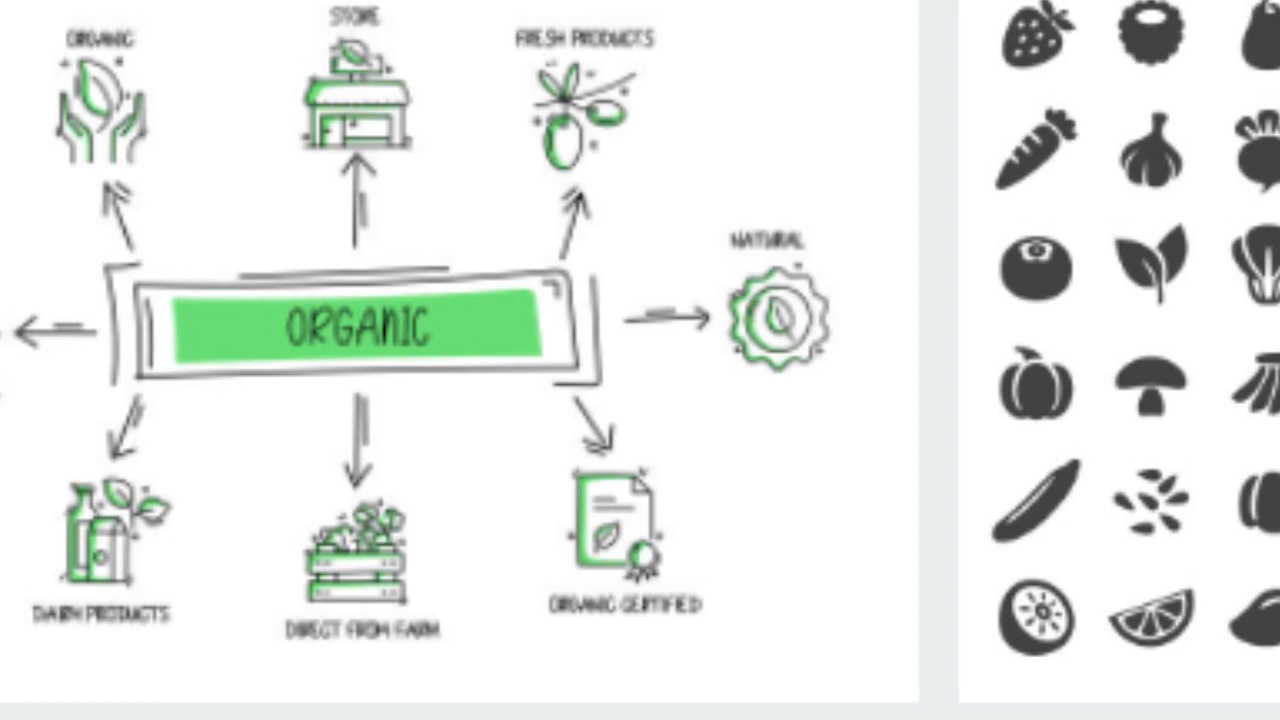 STORE
ORGANIC
FRESH PRODUCTS
NATURAL
ORGANIC
DAIRY PRODUCTS
DIRECT FROM FARM
ORGANIC CERTIFIED